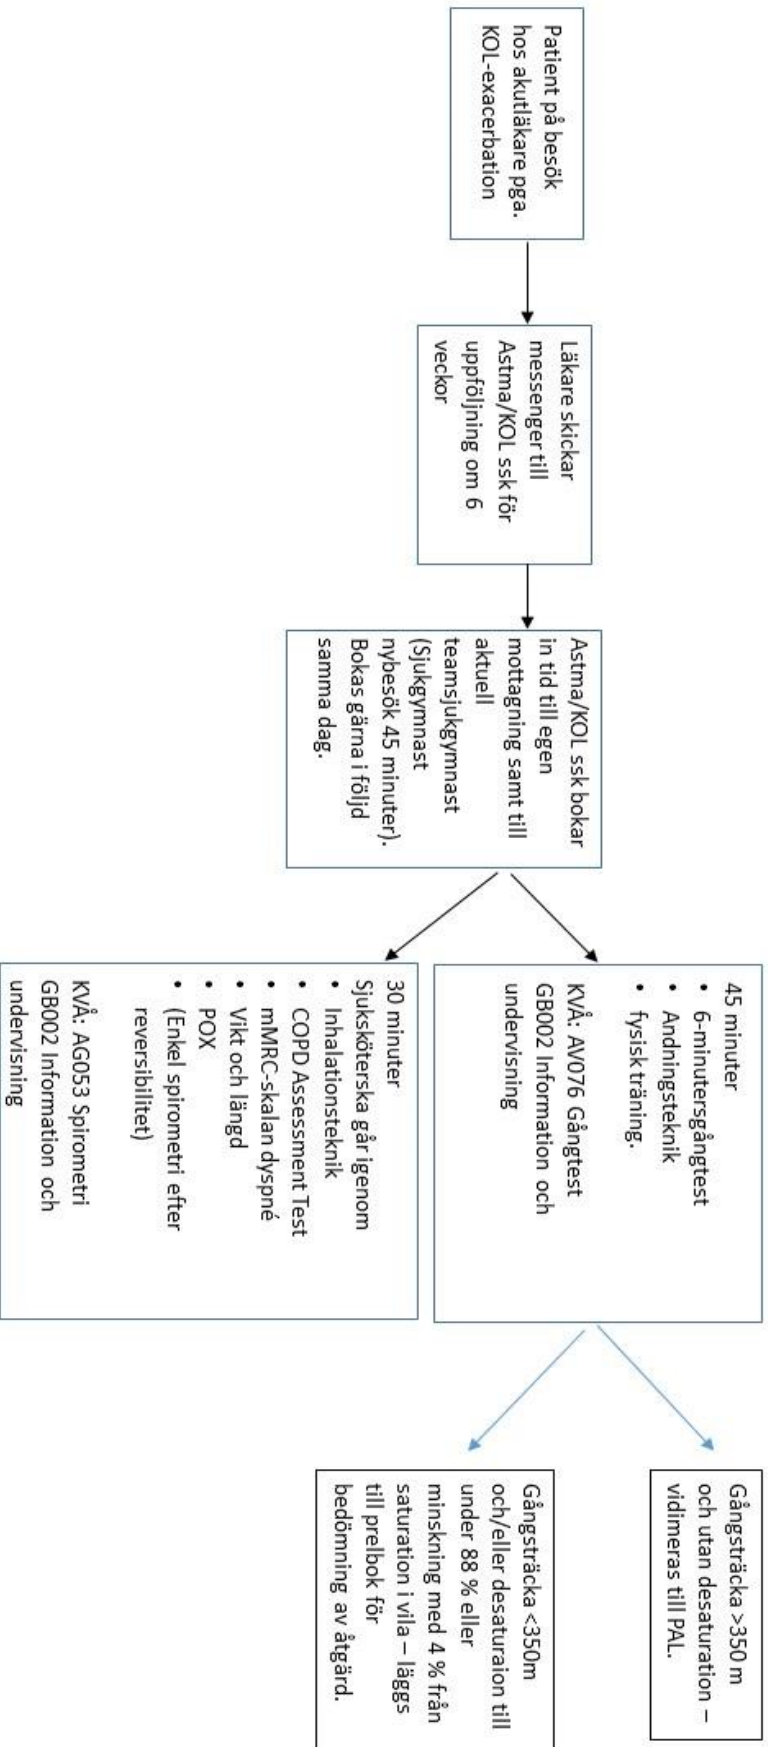 Patient på besök
hos akutläkare pga.
KOL-exacerbation
Läkare skickar
messenger till
Astma/KOL ssk för
uppföljning om 6
veckor
Astma/KOL ssk bokar
in tid till egen
mottagning samt till
aktuell
teamsjukgymnast
(Sjukgymnast
nybesök 45 minuter).
Bokas gärna i följd
samma dag.
45 minuter
• 6-minutersgångtest
• Andningsteknik
• fysisk träning.
KVÅ: AV076 Gångtest
GB002 Information och
undervisning
30 minuter
Sjuksköterska går igenom
• Inhalationsteknik
• COPD Assessment Test
• mMRC-skalan dyspné
• Vikt och längd
• POX
• (Enkel spirometri efter
reversibilitet)
KVÅ: AG053 Spirometri
GB002 Information och
undervisning
Gångsträcka >350 m
och utan desaturation –
vidimeras till PAL.
Gångsträcka <350m
och/eller desaturaion till
under 88 % eller
minskning med 4 % från
saturation i vila – läggs
till prelbok för
bedömning av åtgärd.